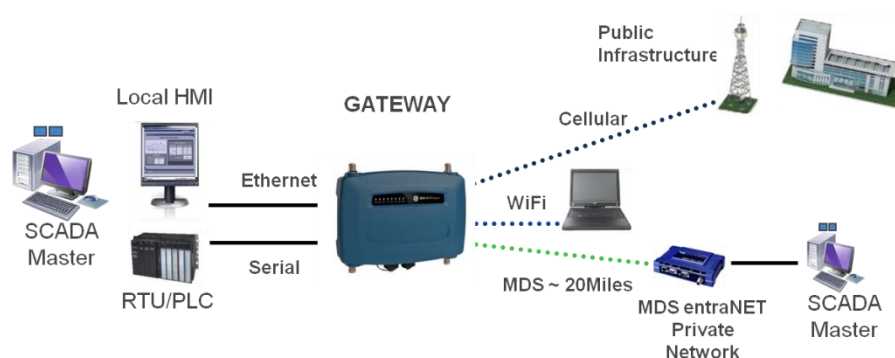 Public
Infrastructure
Local HMI
GATEWAY
Cellular
Ethernet
WiFi
SCADA
Master
Serial
RTU/PLC
MDS ~ 20Miles
MDS entraNET
Private
Network
SCADA
Master